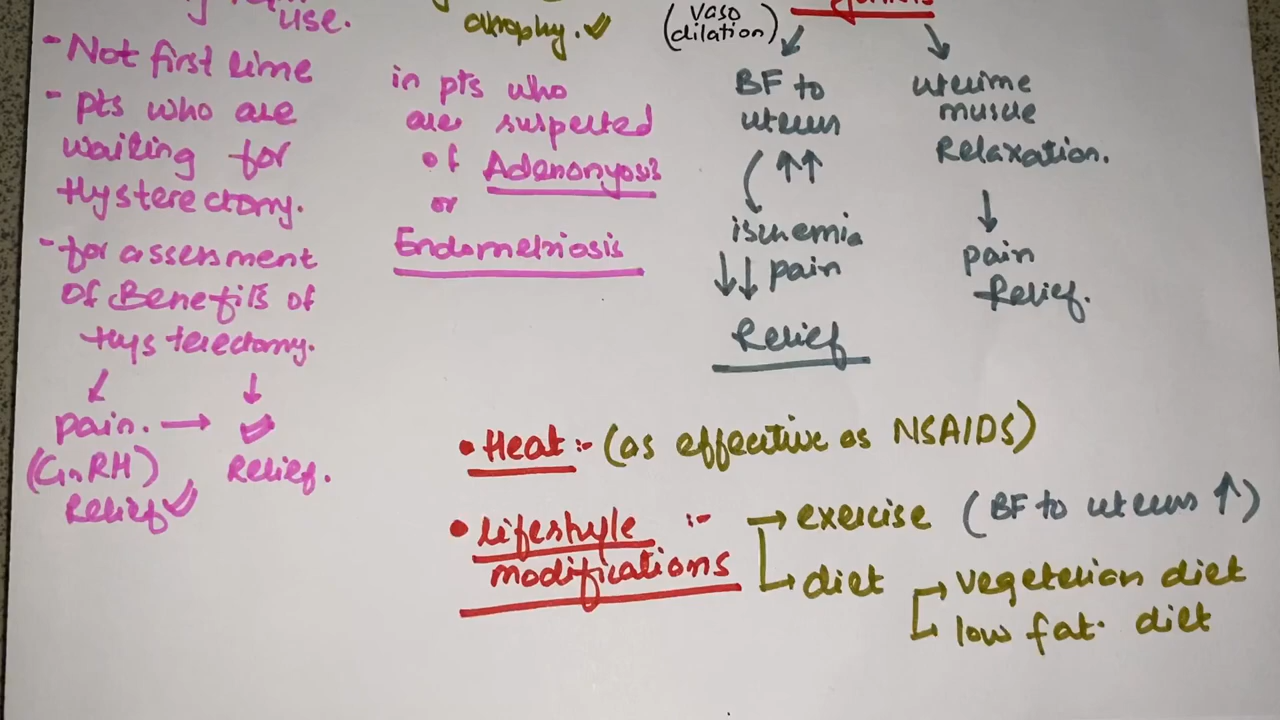 use.
- Not first line
- pts who are
waiting for
Hysterectomy.
- for assessment
of Benefits of
Hysterectomy.
pain. → Relief.
(GnRH)
Relief ✓
atrophy. ✓
in pts who
are suspected
of Adenomyosis
or
Endometriosis
(vaso
dilation)
BF to
uterus
↑↑
ischemia
↓↓ pain
Relief
uterine
muscle
Relaxation.
↓
pain
Relief.
• Heat :- (as effective as NSAIDS)
• lifestyle :- → exercise (BF to uterus ↑)
modifications
→ diet → vegeterian diet
→ low fat. diet